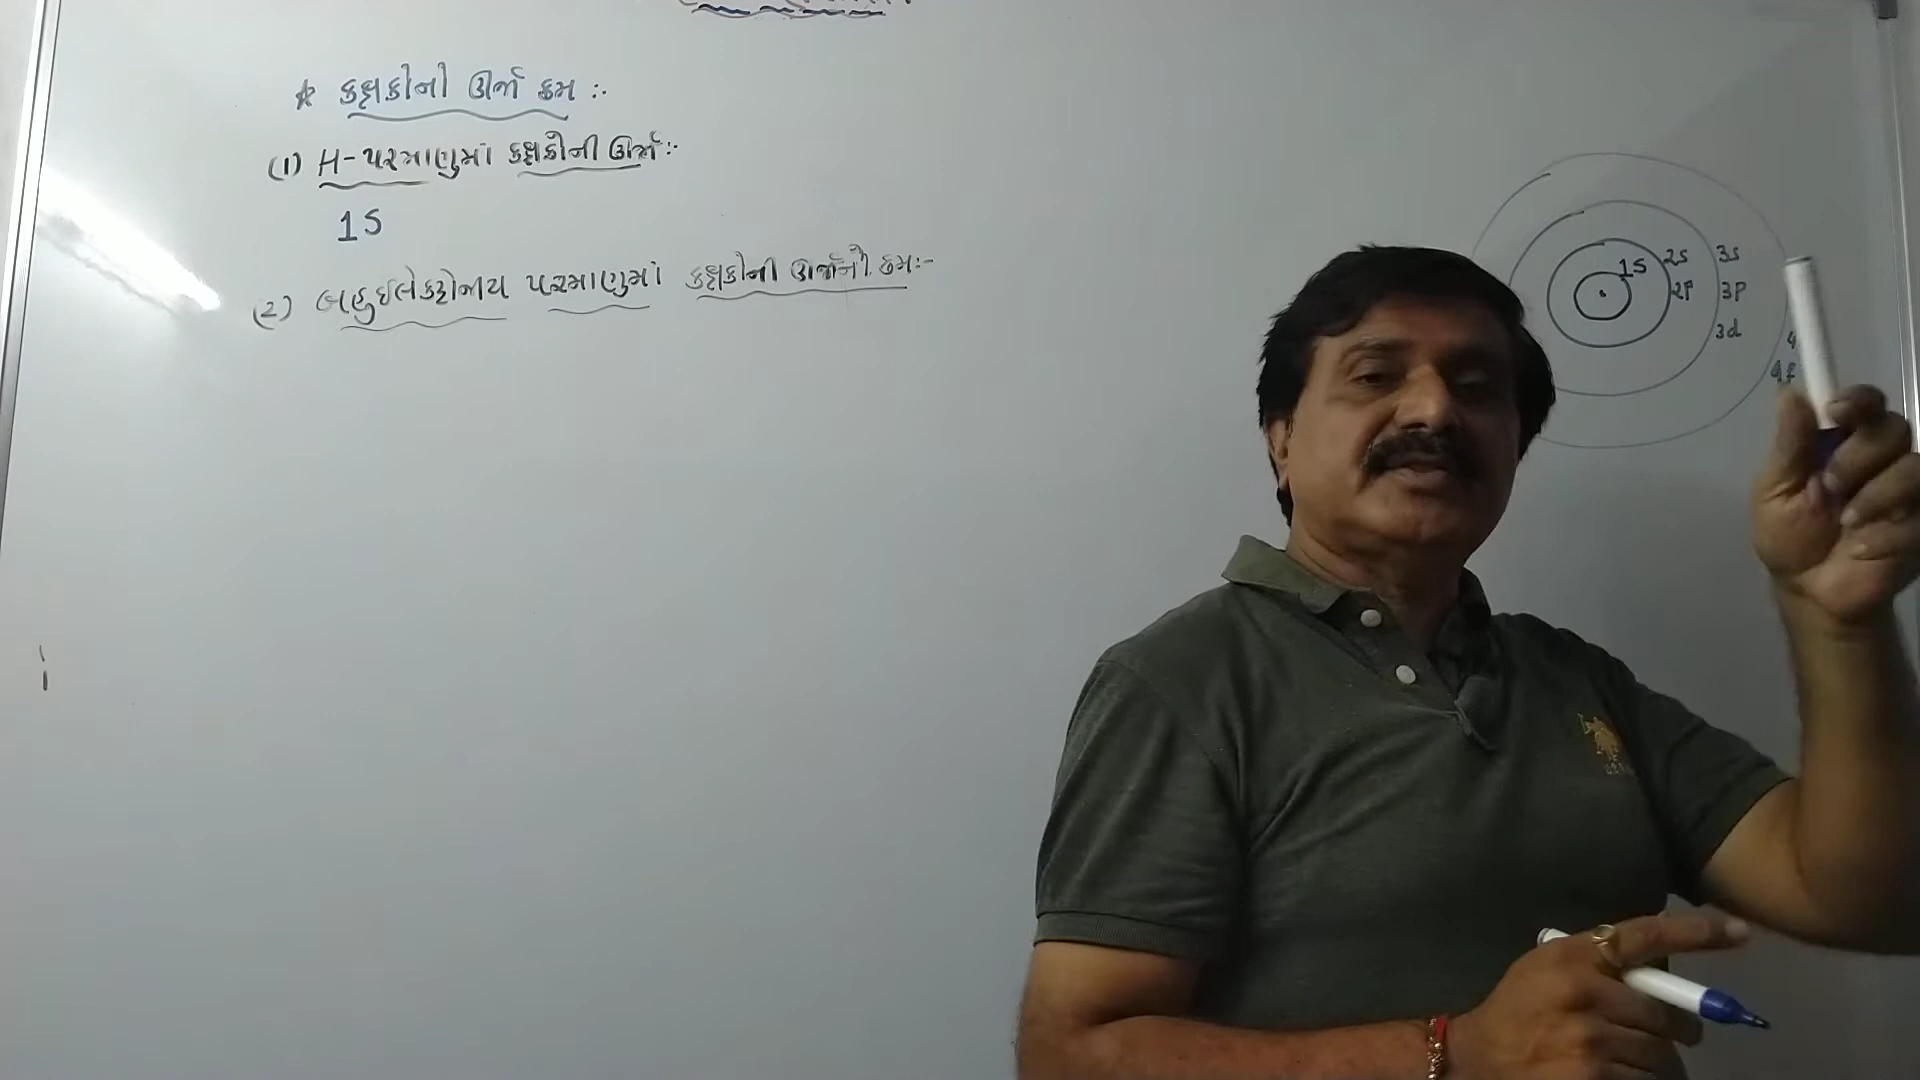 * કક્ષકોની ઊર્જા ક્રમ :-
(1) H-પરમાણુમાં કક્ષકોની ઊર્જા :-
1S
(2) બહુઈલેક્ટ્રોનીય પરમાણુમાં કક્ષકોની ઊર્જાનો ક્રમ :-
1S 2S 3S
2P 3P
3d
4f